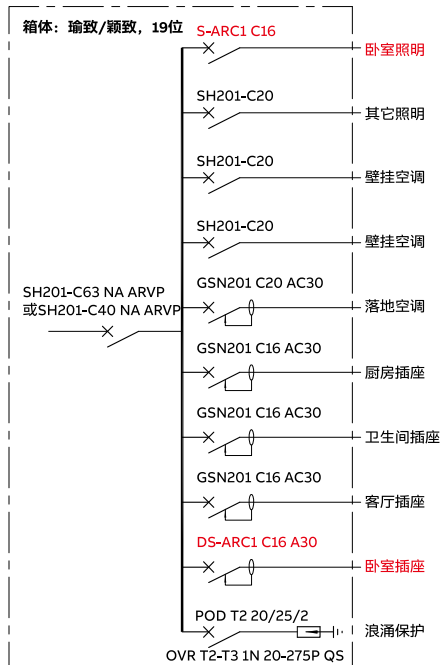 箱体：瑜致/颖致，19位
S-ARC1 C16
卧室照明
SH201-C20
其它照明
SH201-C20
壁挂空调
SH201-C20
壁挂空调
SH201-C63 NA ARVP
或SH201-C40 NA ARVP
GSN201 C20 AC30
落地空调
GSN201 C16 AC30
厨房插座
GSN201 C16 AC30
卫生间插座
GSN201 C16 AC30
客厅插座
DS-ARC1 C16 A30
卧室插座
POD T2 20/25/2
浪涌保护
OVR T2-T3 1N 20-275P QS